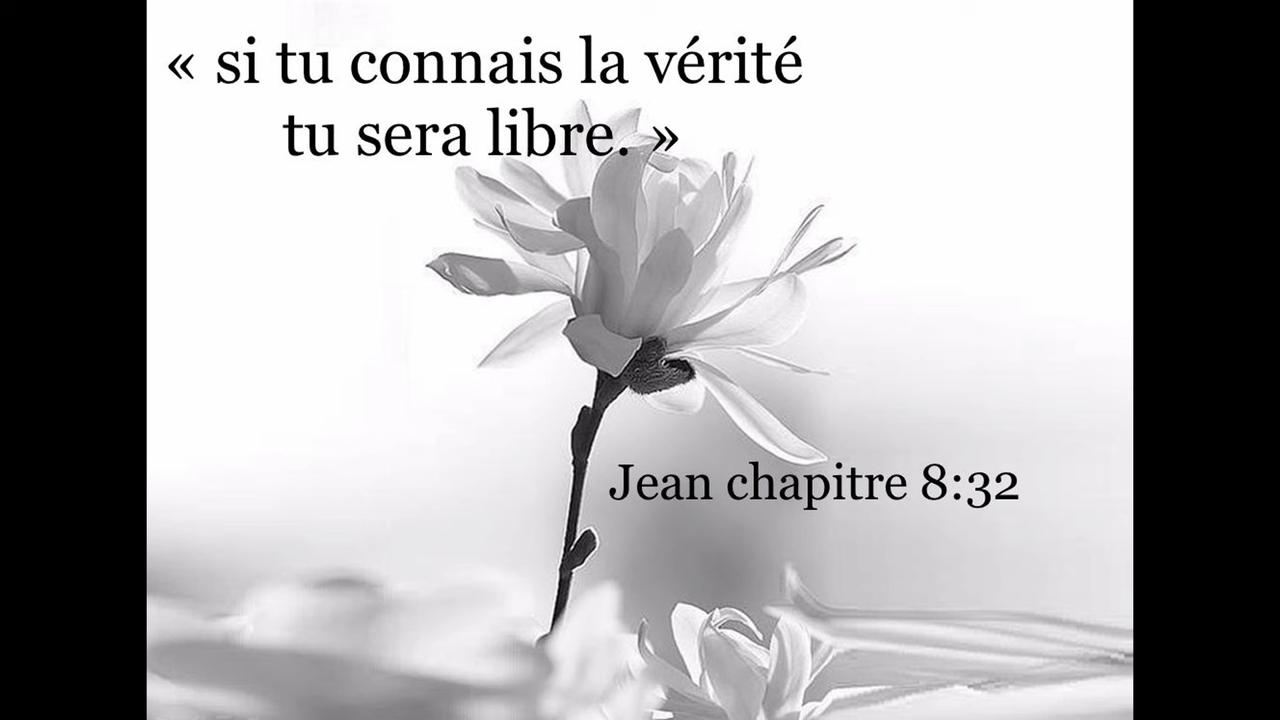 « si tu connais la vérité
tu sera libre. »
Jean chapitre 8:32